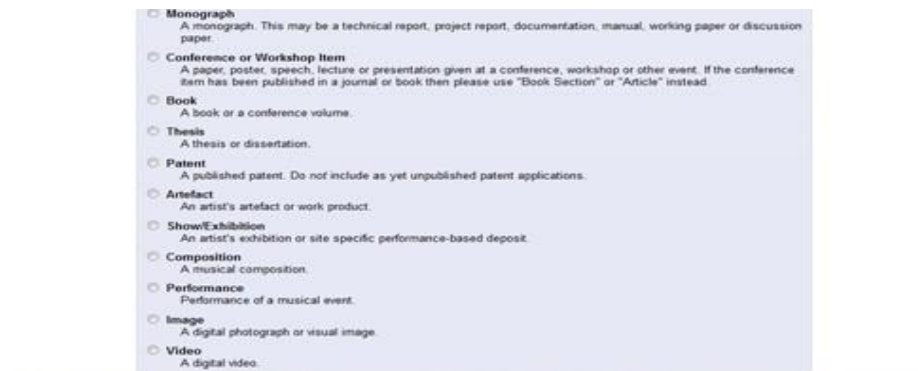 Monograph
A monograph. This may be a technical report, project report, documentation, manual, working paper or discussion
paper.
Conference or Workshop Item
A paper, poster, speech, lecture or presentation given at a conference, workshop or other event. If the conference
item has been published in a journal or book then please use "Book Section" or "Article" instead.
Book
A book or a conference volume.
Thesis
A thesis or dissertation.
Patent
A published patent. Do not include as yet unpublished patent applications.
Artefact
An artist's artefact or work product.
Show/Exhibition
An artist's exhibition or site specific performance-based deposit.
Composition
A musical composition.
Performance
Performance of a musical event.
Image
A digital photograph or visual image.
Video
A digital video.